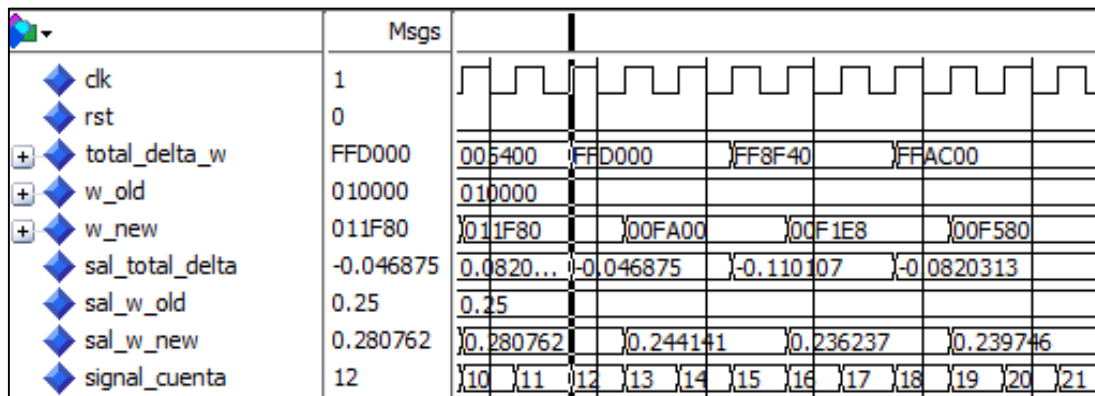 Msgs
clk 1
rst 0
total_delta_w FFD000 005400 FFD000 FF8F40 FFAC00
w_old 010000 010000
w_new 011F80 011F80 00FA00 00F1E8 00F580
sal_total_delta -0.046875 0.0820... -0.046875 -0.110107 -0.0820313
sal_w_old 0.25 0.25
sal_w_new 0.280762 0.280762 0.244141 0.236237 0.239746
signal_cuenta 12 10 11 12 13 14 15 16 17 18 19 20 21